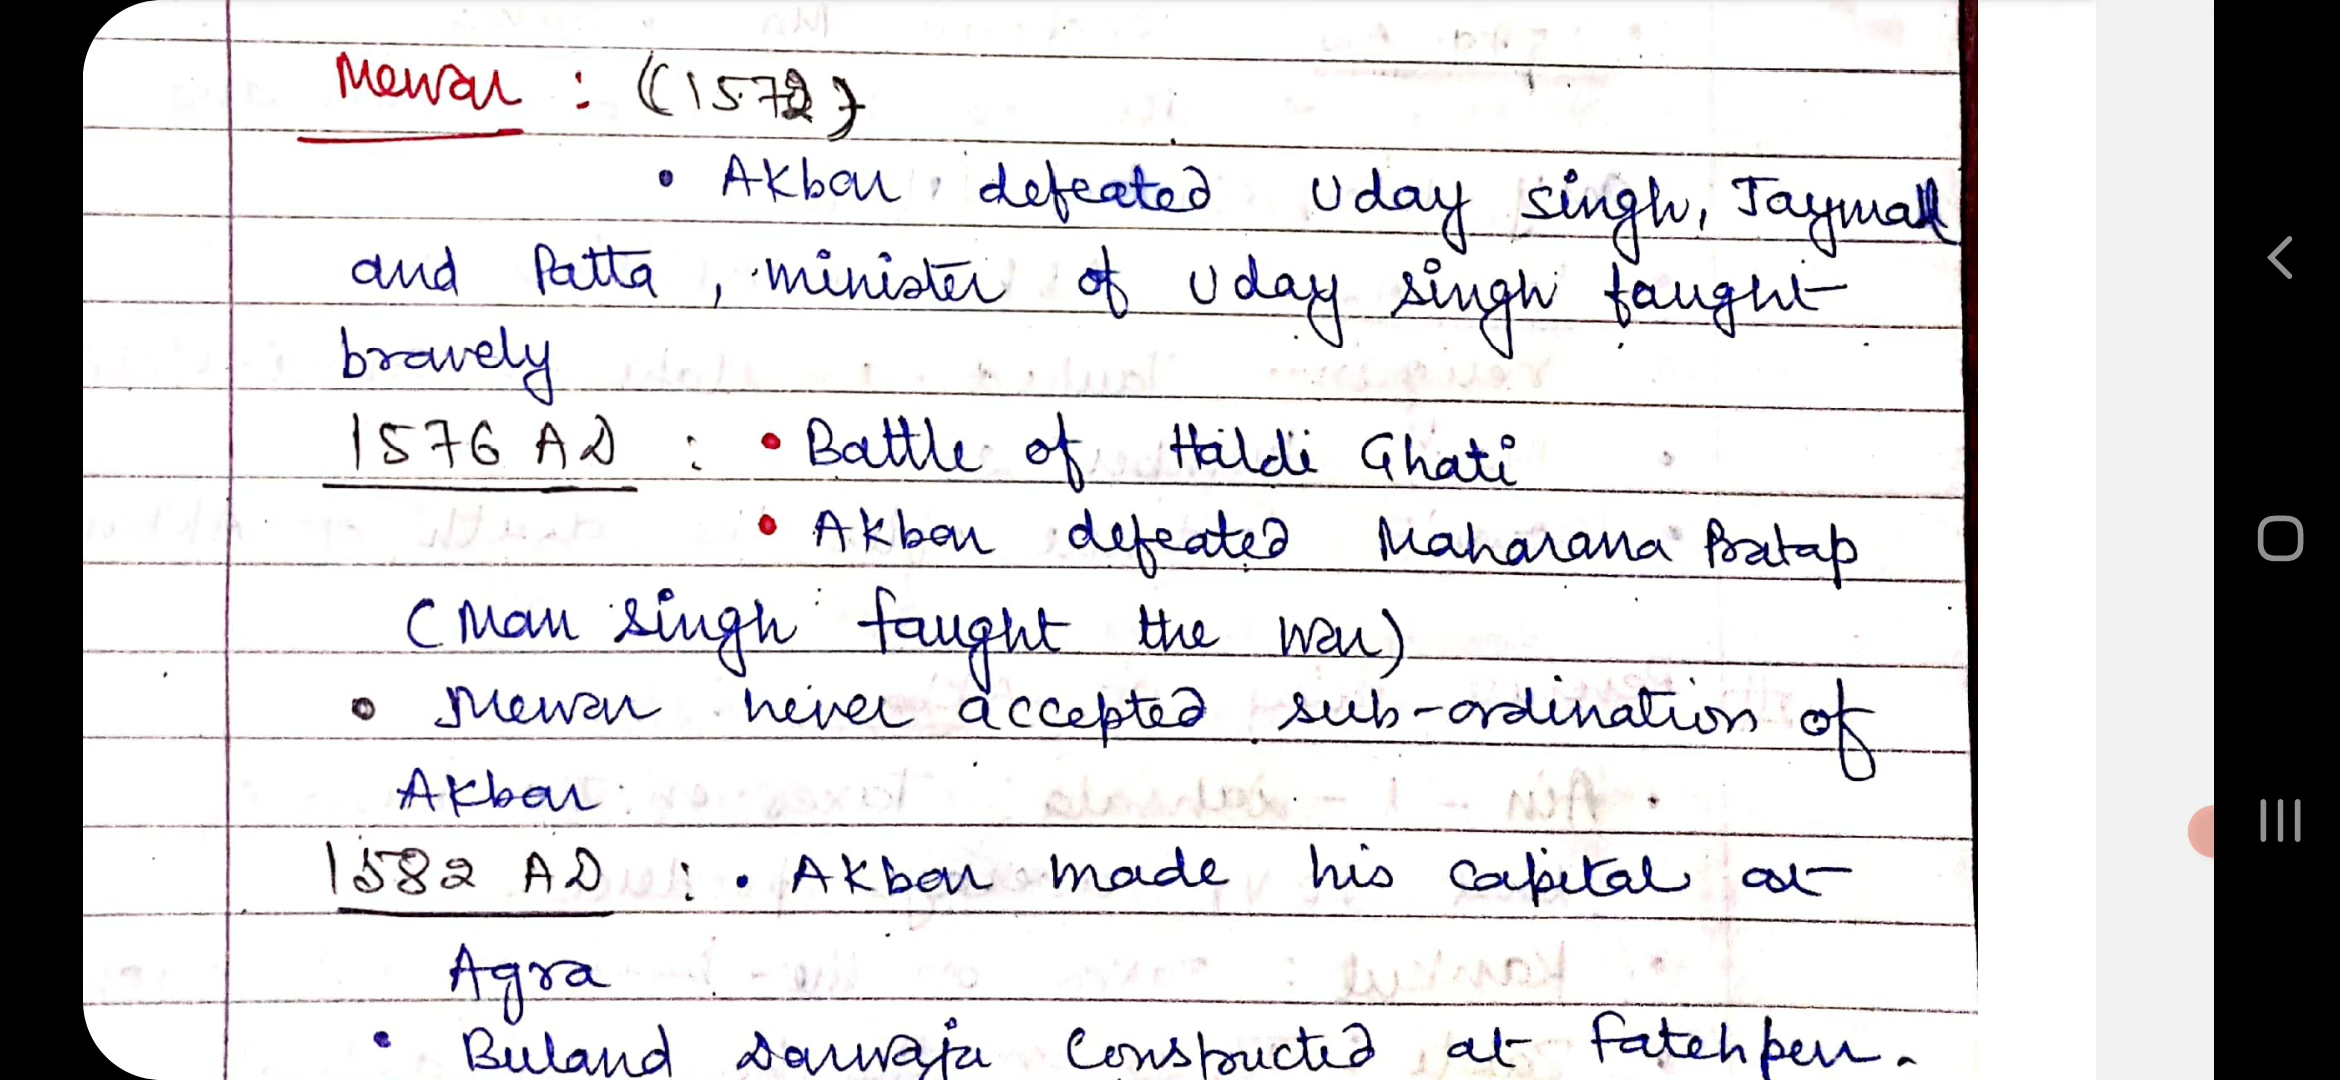 Mewar : (1572)
• Akbar defeated Uday singh, Jaymall
and Patta, minister of Uday singh faught
bravely
1576 AD : • Battle of Haldi Ghati
• Akbar defeated Maharana Pratap
(Man singh faught the war)
• Mewar never accepted sub-ordination of
Akbar
1582 AD : • Akbar made his capital at
Agra
• Buland Darwaja constructed at Fatehpur.